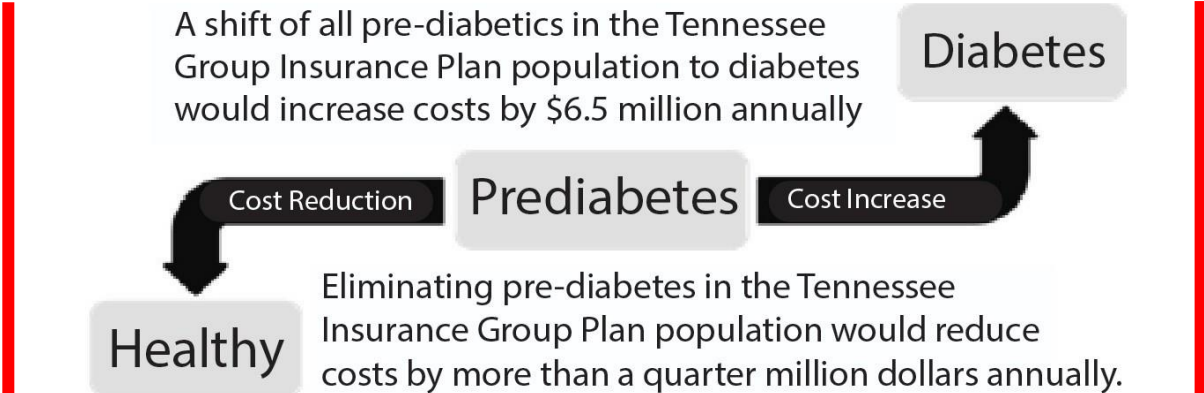 A shift of all pre-diabetics in the Tennessee
Group Insurance Plan population to diabetes
would increase costs by $6.5 million annually
Diabetes
Cost Reduction
Prediabetes
Cost Increase
Healthy
Eliminating pre-diabetes in the Tennessee
Insurance Group Plan population would reduce
costs by more than a quarter million dollars annually.